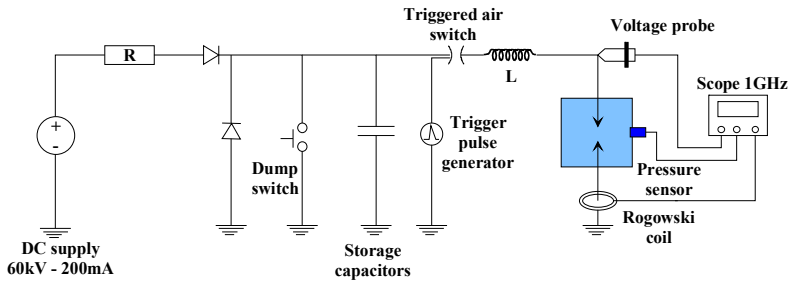 Triggered air
switch
Voltage probe
R
L
Scope 1GHz
+
-
Trigger
pulse
generator
Dump
switch
Pressure
sensor
Rogowski
coil
DC supply
60kV - 200mA
Storage
capacitors